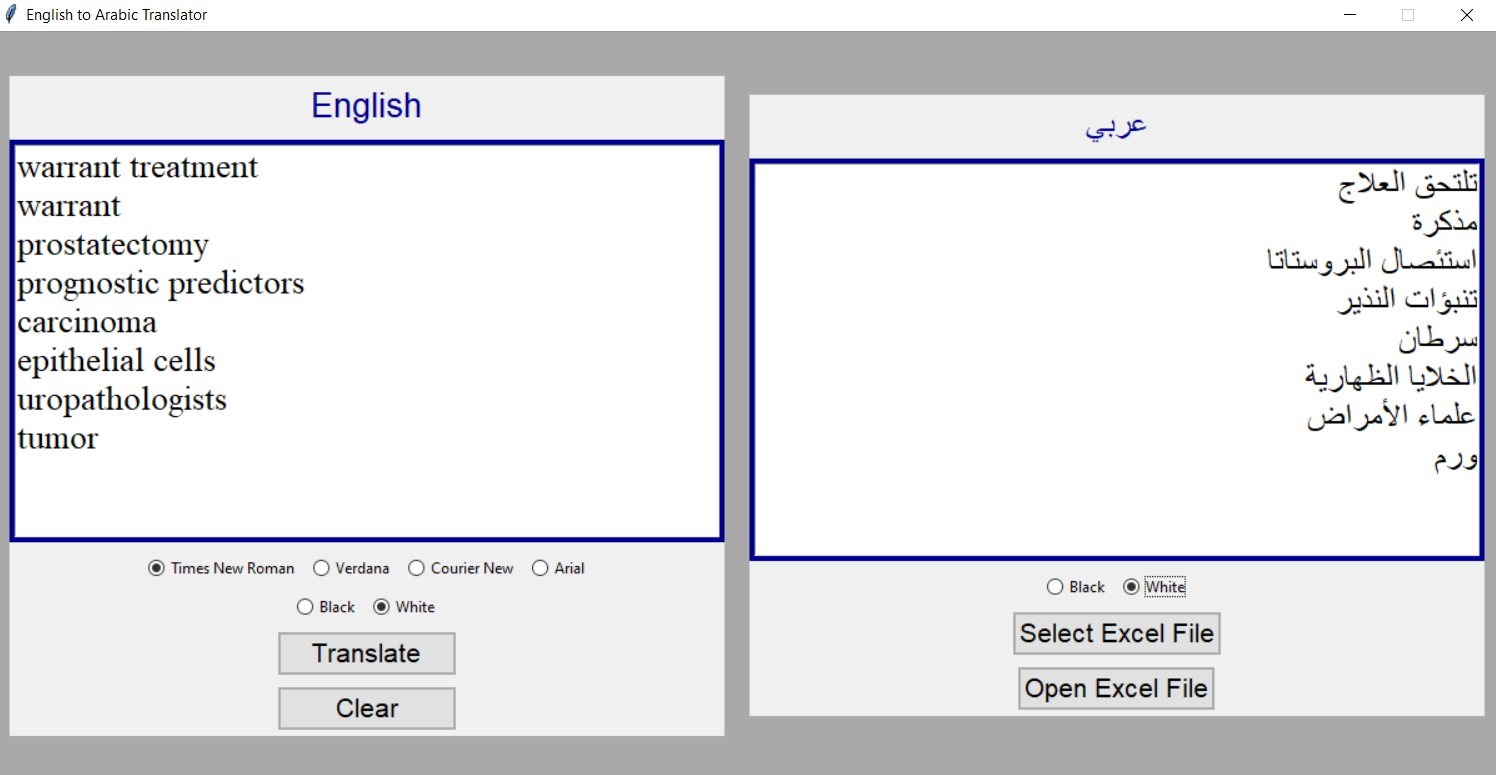 English to Arabic Translator
English
warrant treatment
warrant
prostatectomy
prognostic predictors
carcinoma
epithelial cells
uropathologists
tumor
Times New Roman Verdana Courier New Arial
Black White
Translate
Clear
عربي
تلتحق العلاج
مذكرة
استئصال البروستاتا
تنبؤات النذير
سرطان
الخلايا الظهارية
علماء الأمراض
ورم
Black White
Select Excel File
Open Excel File